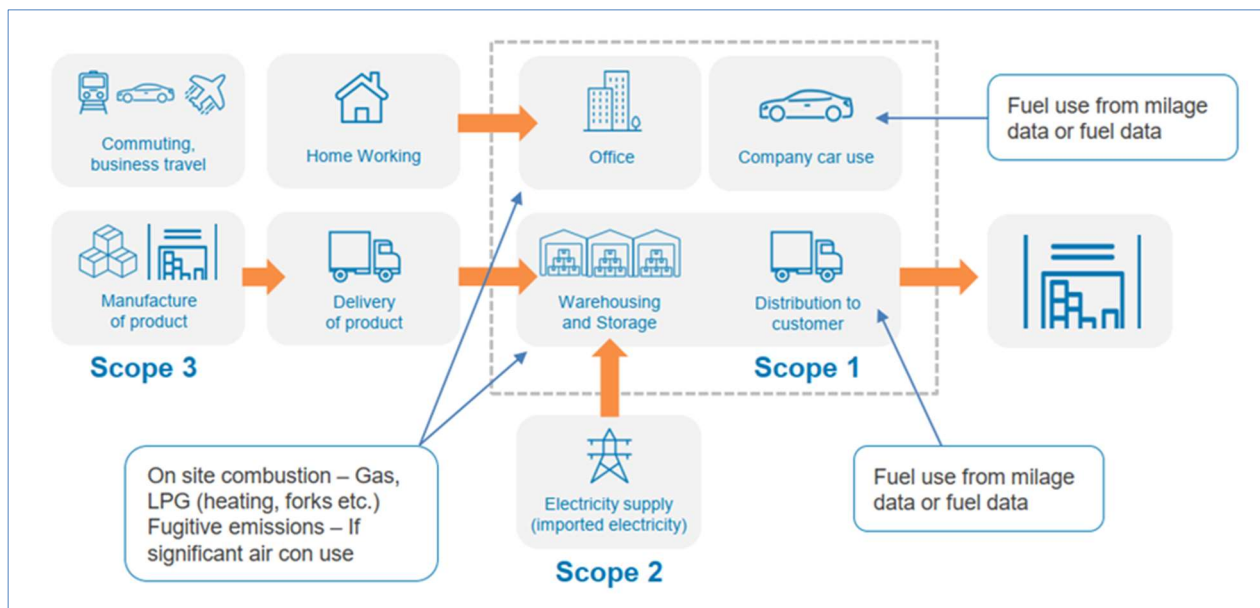 Commuting,
business travel
Home Working
Office
Company car use
Fuel use from milage
data or fuel data
Manufacture
of product
Delivery
of product
Warehousing
and Storage
Distribution to
customer
Scope 3
Scope 1
On site combustion – Gas,
LPG (heating, forks etc.)
Fugitive emissions – If
significant air con use
Electricity supply
(imported electricity)
Scope 2
Fuel use from milage
data or fuel data